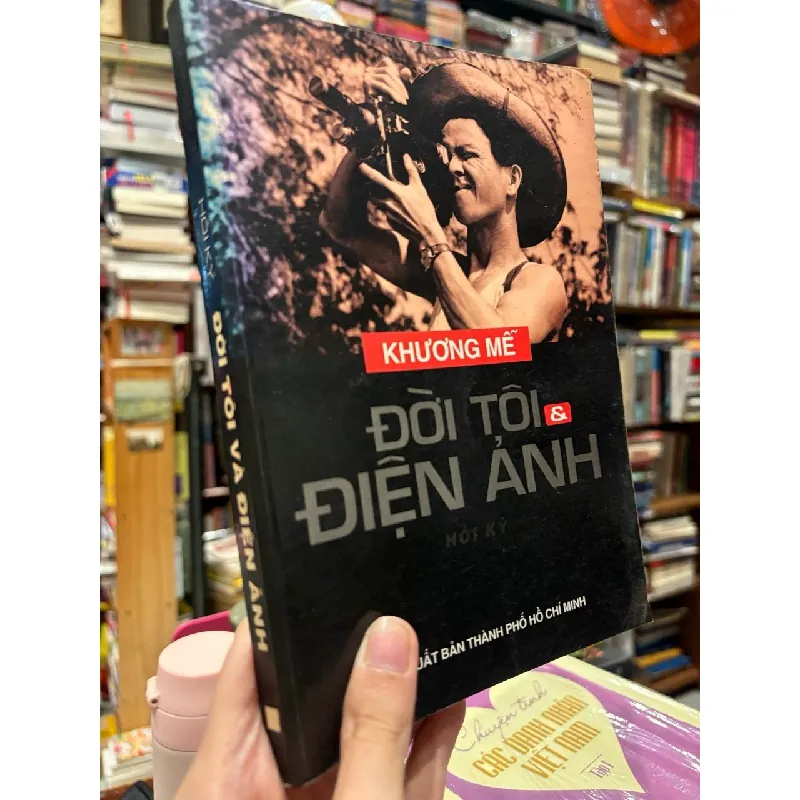 KHƯƠNG MỄ
ĐỜI TÔI &
ĐIỆN ẢNH
HỒI KÝ
UẤT BẢN THÀNH PHỐ HỒ CHÍ MINH
HỒI KÝ
ĐỜI TÔI VÀ ĐIỆN ẢNH
Chuyện tình
CÁC DANH NHÂN
VIỆT NAM
Tập 1